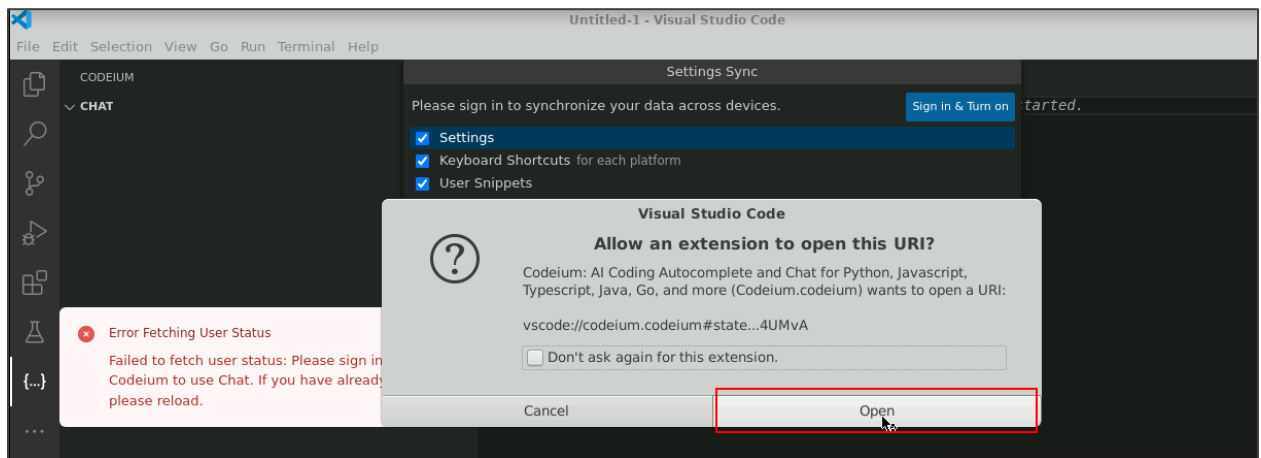 Untitled-1 - Visual Studio Code
File Edit Selection View Go Run Terminal Help
CODEIUM
CHAT
Settings Sync
Please sign in to synchronize your data across devices.
Sign in & Turn on
tarted.
Settings
Keyboard Shortcuts for each platform
User Snippets
Visual Studio Code
Allow an extension to open this URI?
Codeium: AI Coding Autocomplete and Chat for Python, Javascript,
Typescript, Java, Go, and more (Codeium.codeium) wants to open a URI:
vscode://codeium.codeium#state...4UMvA
Don't ask again for this extension.
Cancel
Open
Error Fetching User Status
Failed to fetch user status: Please sign in
Codeium to use Chat. If you have already
please reload.
{...}